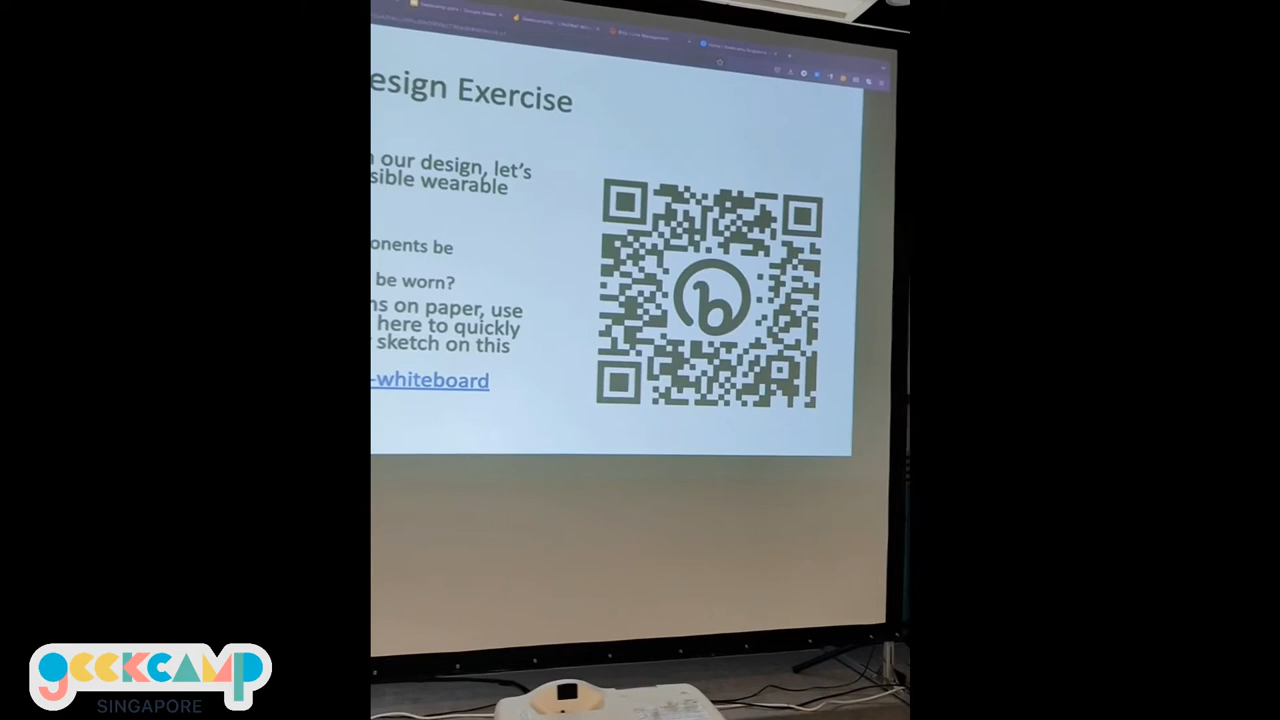 esign Exercise
n our design, let's
sible wearable
onents be
be worn?
ns on paper, use
here to quickly
sketch on this
-whiteboard
b
geekcamp
SINGAPORE